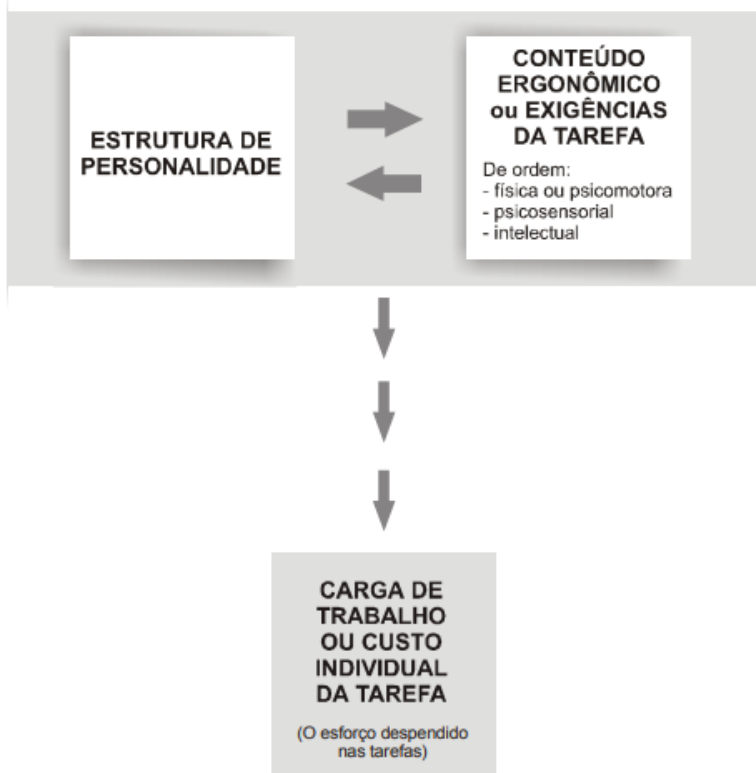 ESTRUTURA DE
PERSONALIDADE
CONTEÚDO
ERGONÔMICO
ou EXIGÊNCIAS
DA TAREFA
De ordem:
- física ou psicomotora
- psicosensorial
- intelectual
CARGA DE
TRABALHO
OU CUSTO
INDIVIDUAL
DA TAREFA
(O esforço despendido
nas tarefas)